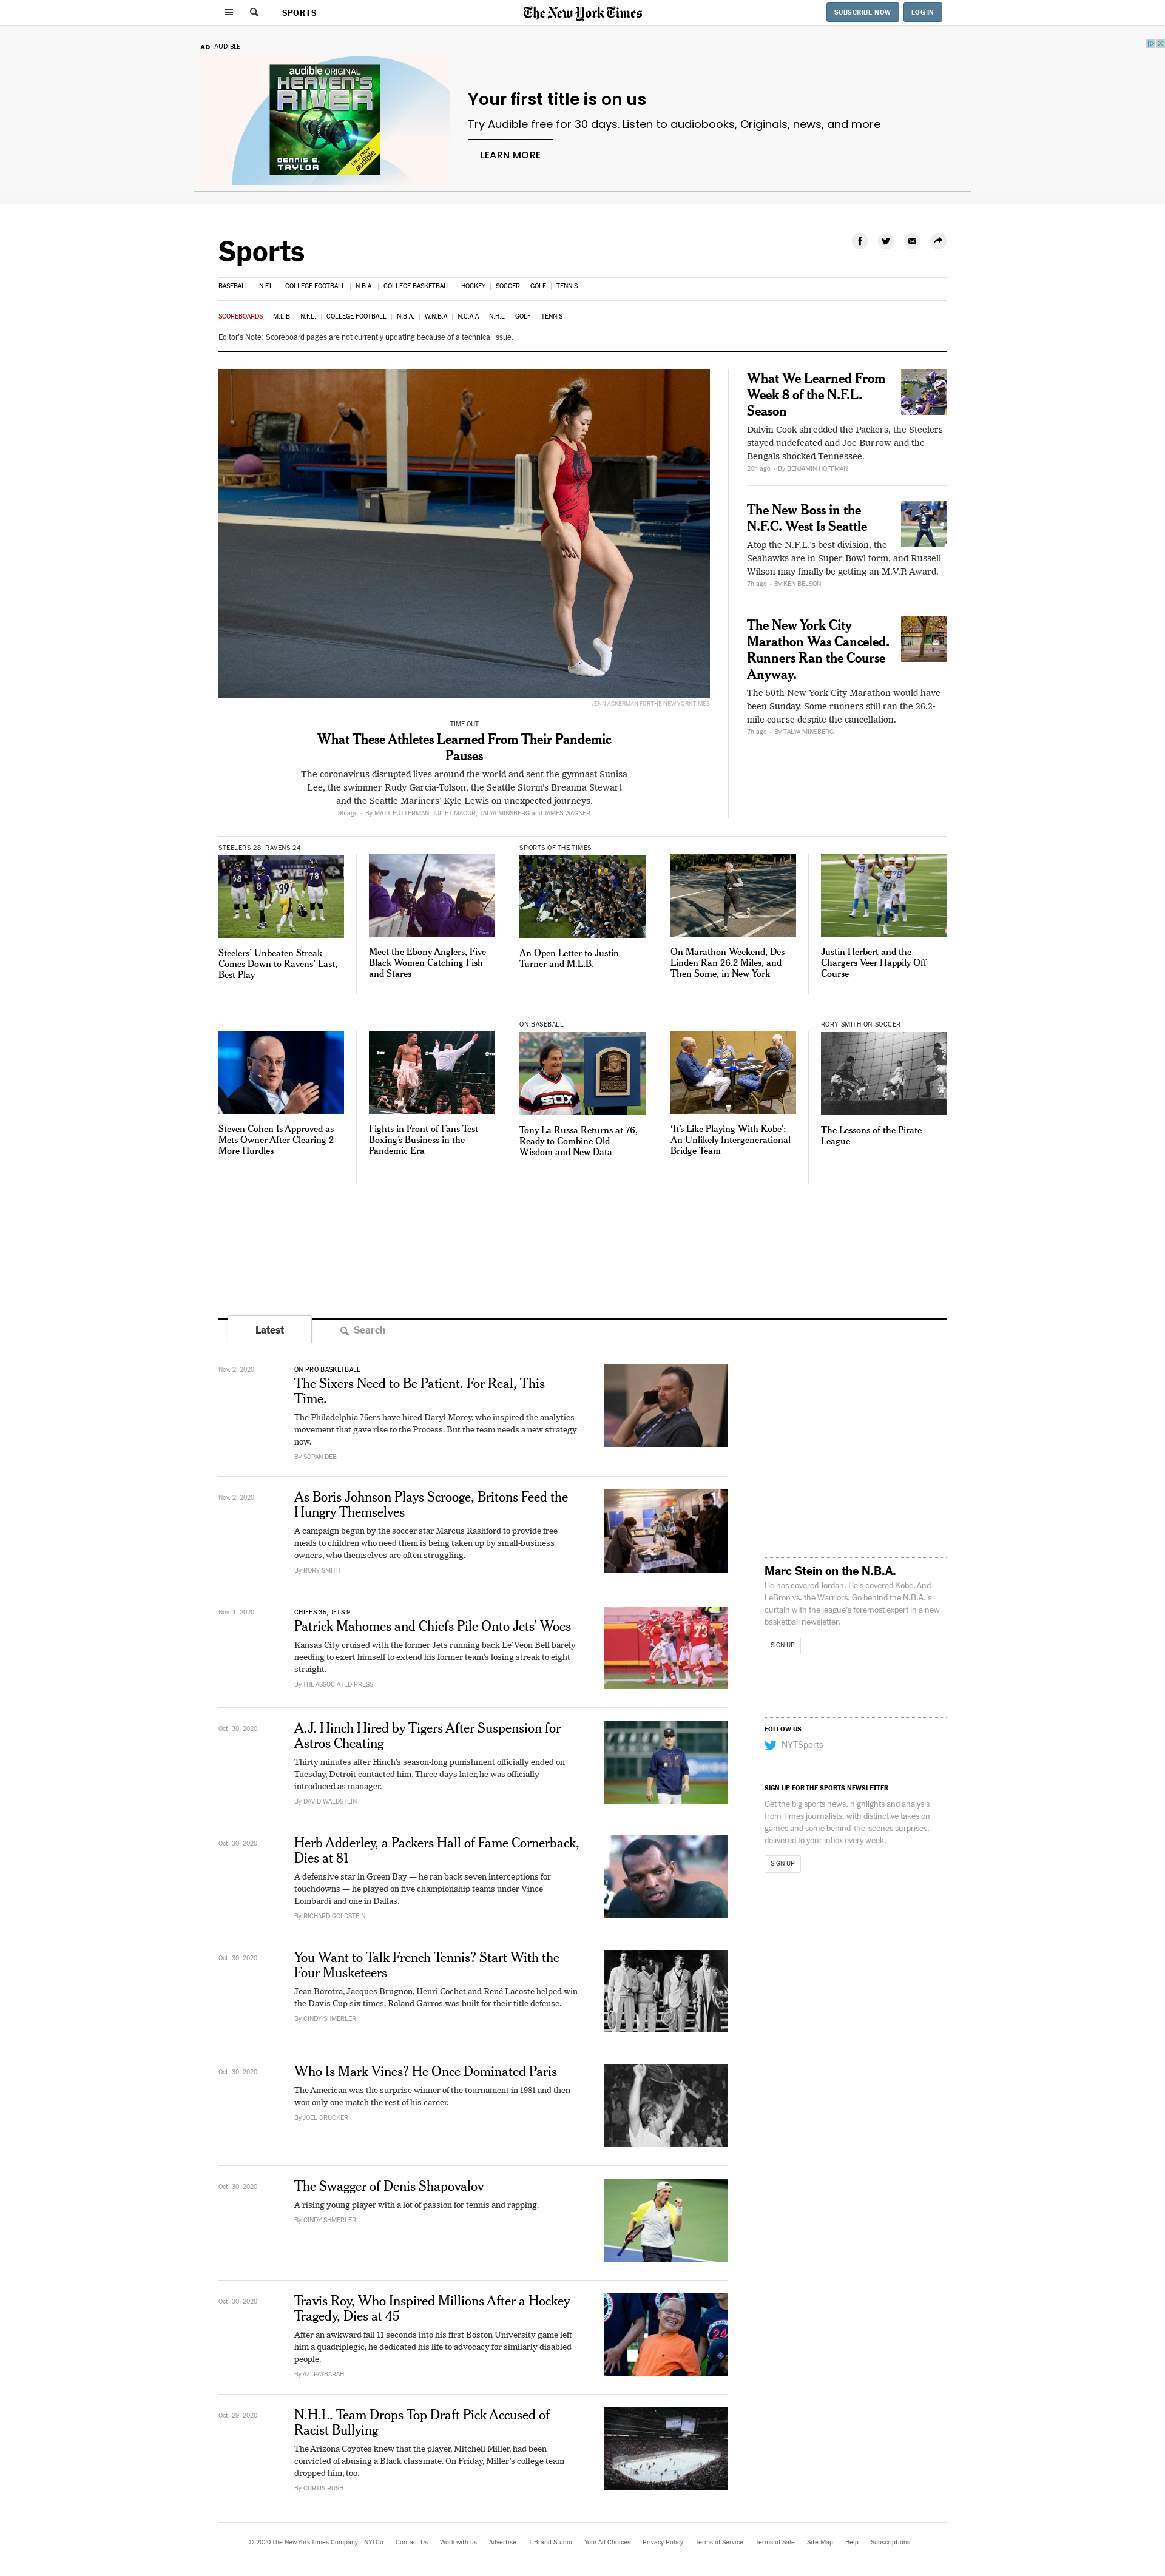 SPORTS
The New York Times
SUBSCRIBE NOW
LOG IN
AD AUDIBLE
audible ORIGINAL
HEAVEN'S
RIVER
DENNIS E.
TAYLOR
ONLY FROM
audible
Your first title is on us
Try Audible free for 30 days. Listen to audiobooks, Originals, news, and more
LEARN MORE
Sports
BASEBALL | N.F.L. | COLLEGE FOOTBALL | N.B.A. | COLLEGE BASKETBALL | HOCKEY | SOCCER | GOLF | TENNIS
SCOREBOARDS | M.L.B | N.F.L. | COLLEGE FOOTBALL | N.B.A. | W.N.B.A | N.C.A.A | N.H.L | GOLF | TENNIS
Editor's Note: Scoreboard pages are not currently updating because of a technical issue.
JENN ACKERMAN FOR THE NEW YORK TIMES
TIME OUT
What These Athletes Learned From Their Pandemic
Pauses
The coronavirus disrupted lives around the world and sent the gymnast Sunisa
Lee, the swimmer Rudy Garcia-Tolson, the Seattle Storm's Breanna Stewart
and the Seattle Mariners' Kyle Lewis on unexpected journeys.
9h ago - By MATT FUTTERMAN, JULIET MACUR, TALYA MINSBERG and JAMES WAGNER
What We Learned From
Week 8 of the N.F.L.
Season
Dalvin Cook shredded the Packers, the Steelers
stayed undefeated and Joe Burrow and the
Bengals shocked Tennessee.
20h ago - By BENJAMIN HOFFMAN
The New Boss in the
N.F.C. West Is Seattle
Atop the N.F.L.'s best division, the
Seahawks are in Super Bowl form, and Russell
Wilson may finally be getting an M.V.P. Award.
7h ago - By KEN BELSON
The New York City
Marathon Was Canceled.
Runners Ran the Course
Anyway.
The 50th New York City Marathon would have
been Sunday. Some runners still ran the 26.2-
mile course despite the cancellation.
7h ago - By TALYA MINSBERG
STEELERS 28, RAVENS 24
Steelers' Unbeaten Streak
Comes Down to Ravens' Last,
Best Play
Meet the Ebony Anglers, Five
Black Women Catching Fish
and Stares
SPORTS OF THE TIMES
An Open Letter to Justin
Turner and M.L.B.
On Marathon Weekend, Des
Linden Ran 26.2 Miles, and
Then Some, in New York
Justin Herbert and the
Chargers Veer Happily Off
Course
Steven Cohen Is Approved as
Mets Owner After Clearing 2
More Hurdles
Fights in Front of Fans Test
Boxing's Business in the
Pandemic Era
ON BASEBALL
SOX
Tony La Russa Returns at 76,
Ready to Combine Old
Wisdom and New Data
'It's Like Playing With Kobe':
An Unlikely Intergenerational
Bridge Team
RORY SMITH ON SOCCER
The Lessons of the Pirate
League
Latest
Search
Nov. 2, 2020
ON PRO BASKETBALL
The Sixers Need to Be Patient. For Real, This
Time.
The Philadelphia 76ers have hired Daryl Morey, who inspired the analytics
movement that gave rise to the Process. But the team needs a new strategy
now.
By SOPAN DEB
Nov. 2, 2020
As Boris Johnson Plays Scrooge, Britons Feed the
Hungry Themselves
A campaign begun by the soccer star Marcus Rashford to provide free
meals to children who need them is being taken up by small-business
owners, who themselves are often struggling.
By RORY SMITH
Nov. 1, 2020
CHIEFS 35, JETS 9
Patrick Mahomes and Chiefs Pile Onto Jets' Woes
Kansas City cruised with the former Jets running back Le'Veon Bell barely
needing to exert himself to extend his former team's losing streak to eight
straight.
By THE ASSOCIATED PRESS
73
Oct. 30, 2020
A.J. Hinch Hired by Tigers After Suspension for
Astros Cheating
Thirty minutes after Hinch's season-long punishment officially ended on
Tuesday, Detroit contacted him. Three days later, he was officially
introduced as manager.
By DAVID WALDSTEIN
Oct. 30, 2020
Herb Adderley, a Packers Hall of Fame Cornerback,
Dies at 81
A defensive star in Green Bay — he ran back seven interceptions for
touchdowns — he played on five championship teams under Vince
Lombardi and one in Dallas.
By RICHARD GOLDSTEIN
Oct. 30, 2020
You Want to Talk French Tennis? Start With the
Four Musketeers
Jean Borotra, Jacques Brugnon, Henri Cochet and René Lacoste helped win
the Davis Cup six times. Roland Garros was built for their title defense.
By CINDY SHMERLER
Oct. 30, 2020
Who Is Mark Vines? He Once Dominated Paris
The American was the surprise winner of the tournament in 1981 and then
won only one match the rest of his career.
By JOEL DRUCKER
Oct. 30, 2020
The Swagger of Denis Shapovalov
A rising young player with a lot of passion for tennis and rapping.
By CINDY SHMERLER
Oct. 30, 2020
Travis Roy, Who Inspired Millions After a Hockey
Tragedy, Dies at 45
After an awkward fall 11 seconds into his first Boston University game left
him a quadriplegic, he dedicated his life to advocacy for similarly disabled
people.
By AZI PAYBARAH
24
Oct. 29, 2020
N.H.L. Team Drops Top Draft Pick Accused of
Racist Bullying
The Arizona Coyotes knew that the player, Mitchell Miller, had been
convicted of abusing a Black classmate. On Friday, Miller's college team
dropped him, too.
By CURTIS RUSH
Marc Stein on the N.B.A.
He has covered Jordan. He's covered Kobe. And
LeBron vs. the Warriors. Go behind the N.B.A.'s
curtain with the league's foremost expert in a new
basketball newsletter.
SIGN UP
FOLLOW US
NYTSports
SIGN UP FOR THE SPORTS NEWSLETTER
Get the big sports news, highlights and analysis
from Times journalists, with distinctive takes on
games and some behind-the-scenes surprises,
delivered to your inbox every week.
SIGN UP
© 2020 The New York Times Company NYTCo Contact Us Work with us Advertise T Brand Studio Your Ad Choices Privacy Policy Terms of Service Terms of Sale Site Map Help Subscriptions